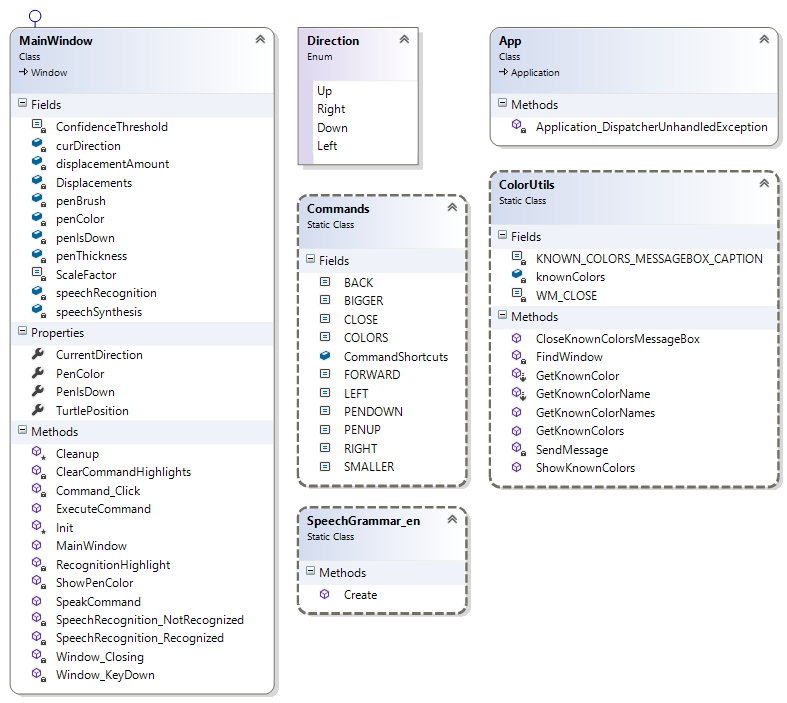 MainWindow
Class
Window
Fields
ConfidenceThreshold
curDirection
displacementAmount
Displacements
penBrush
penColor
penIsDown
penThickness
ScaleFactor
speechRecognition
speechSynthesis
Properties
CurrentDirection
PenColor
PenIsDown
TurtlePosition
Methods
Cleanup
ClearCommandHighlights
Command_Click
ExecuteCommand
Init
MainWindow
RecognitionHighlight
ShowPenColor
SpeakCommand
SpeechRecognition_NotRecognized
SpeechRecognition_Recognized
Window_Closing
Window_KeyDown
Direction
Enum
Up
Right
Down
Left
Commands
Static Class
Fields
BACK
BIGGER
CLOSE
COLORS
CommandShortcuts
FORWARD
LEFT
PENDOWN
PENUP
RIGHT
SMALLER
SpeechGrammar_en
Static Class
Methods
Create
App
Class
Application
Methods
Application_DispatcherUnhandledException
ColorUtils
Static Class
Fields
KNOWN_COLORS_MESSAGEBOX_CAPTION
knownColors
WM_CLOSE
Methods
CloseKnownColorsMessageBox
FindWindow
GetKnownColor
GetKnownColorName
GetKnownColorNames
GetKnownColors
SendMessage
ShowKnownColors